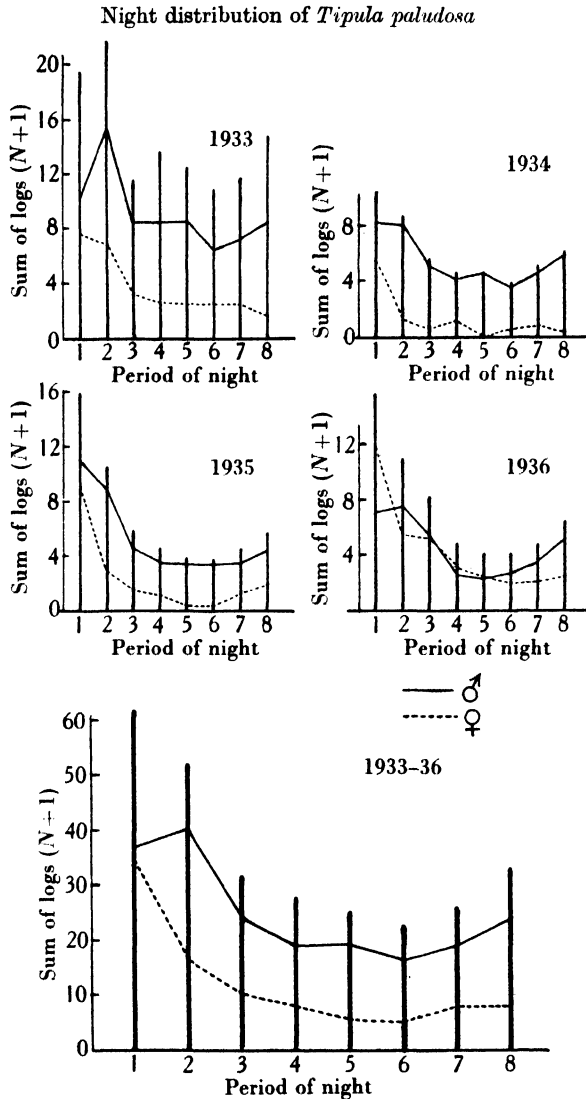 Night distribution of Tipula paludosa
Sum of logs (N+1)
20
16
12
8
4
0
1933
1 2 3 4 5 6 7 8
Period of night
Sum of logs (N+1)
8
4
0
1934
1 2 3 4 5 6 7 8
Period of night
Sum of logs (N+1)
16
12
8
4
0
1935
1 2 3 4 5 6 7 8
Period of night
Sum of logs (N+1)
12
8
4
1936
1 2 3 4 5 6 7 8
Period of night
♂
♀
Sum of logs (N+1)
60
50
40
30
20
10
0
1933–36
1 2 3 4 5 6 7 8
Period of night